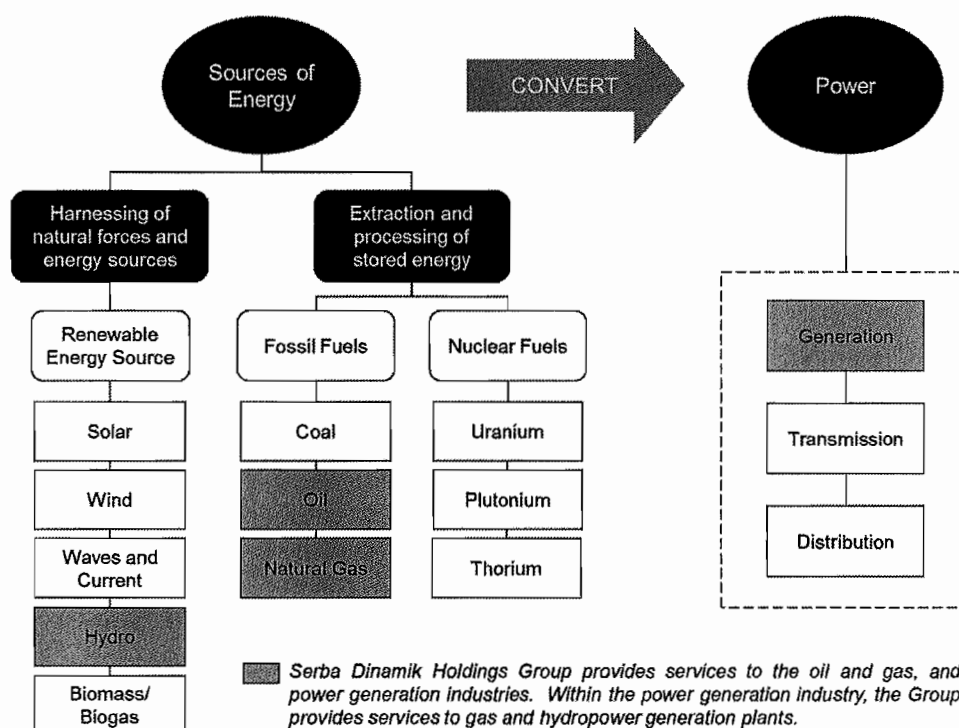 Sources of
Energy
CONVERT
Power
Harnessing of
natural forces and
energy sources
Extraction and
processing of
stored energy
Renewable
Energy Source
Fossil Fuels
Nuclear Fuels
Generation
Solar
Coal
Uranium
Transmission
Wind
Oil
Plutonium
Distribution
Waves and
Current
Natural Gas
Thorium
Hydro
Biomass/
Biogas
Serba Dinamik Holdings Group provides services to the oil and gas, and
power generation industries. Within the power generation industry, the Group
provides services to gas and hydropower generation plants.